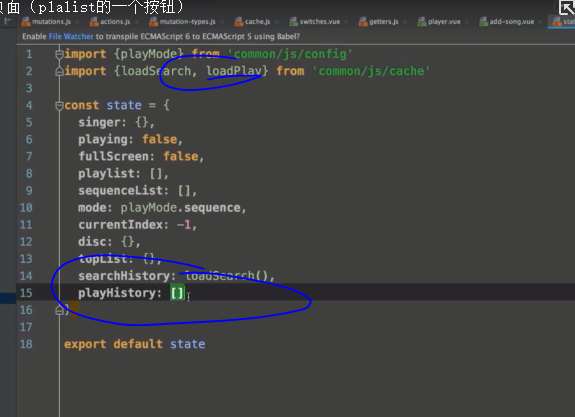 页面（plalist的一个按钮）
mutations.js actions.js mutation-types.js cache.js switches.vue getters.js player.vue add-song.vue stat
Enable File Watcher to transpile ECMAScript 6 to ECMAScript 5 using Babel?
1 import {playMode} from 'common/js/config'
2 import {loadSearch, loadPlay} from 'common/js/cache'
3
4 const state = {
5 singer: {},
6 playing: false,
7 fullScreen: false,
8 playlist: [],
9 sequenceList: [],
10 mode: playMode.sequence,
11 currentIndex: -1,
12 disc: {},
13 topList: {},
14 searchHistory: loadSearch(),
15 playHistory: []
16 }
17
18 export default state